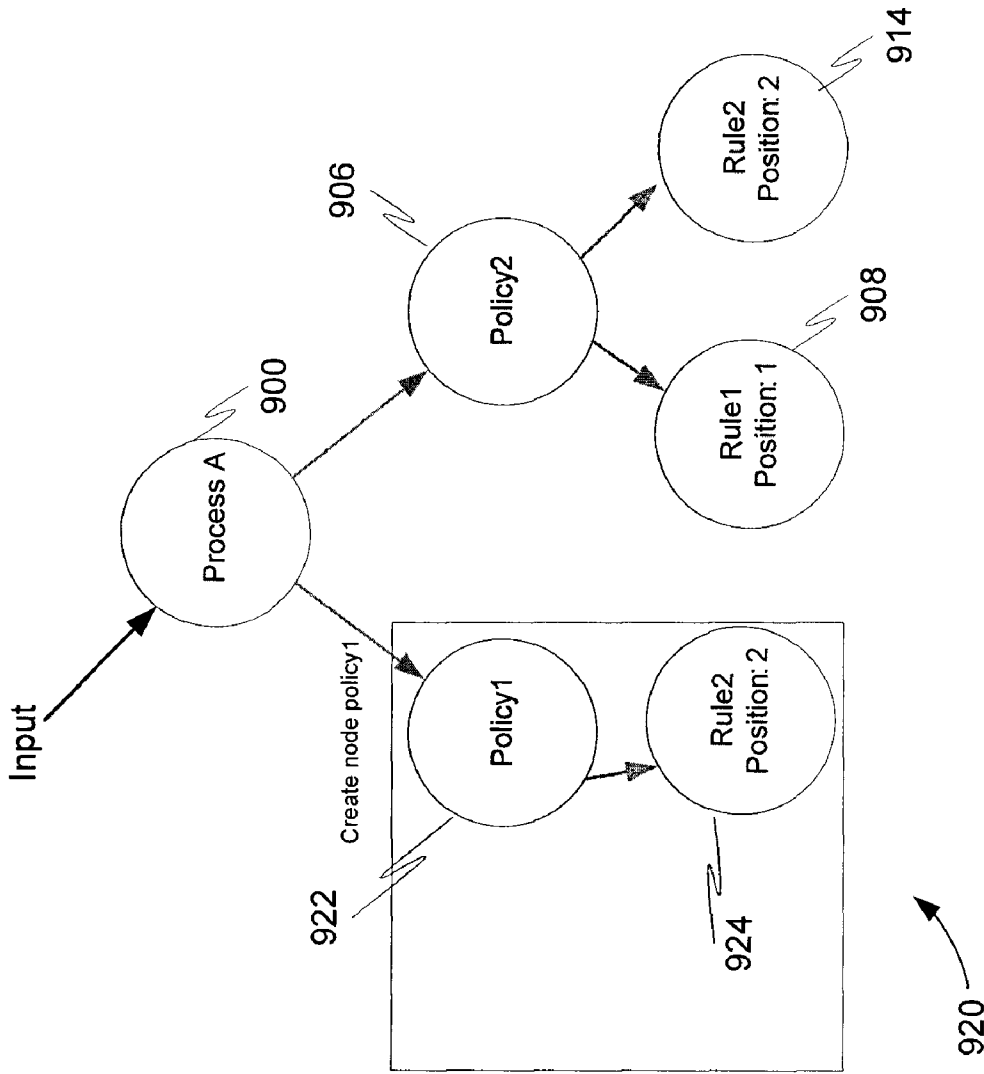 Input
Process A
900
Create node policy1
906
922
Policy1
Policy2
924
Rule2
Position: 2
Rule1
Position: 1
908
Rule2
Position: 2
914
920